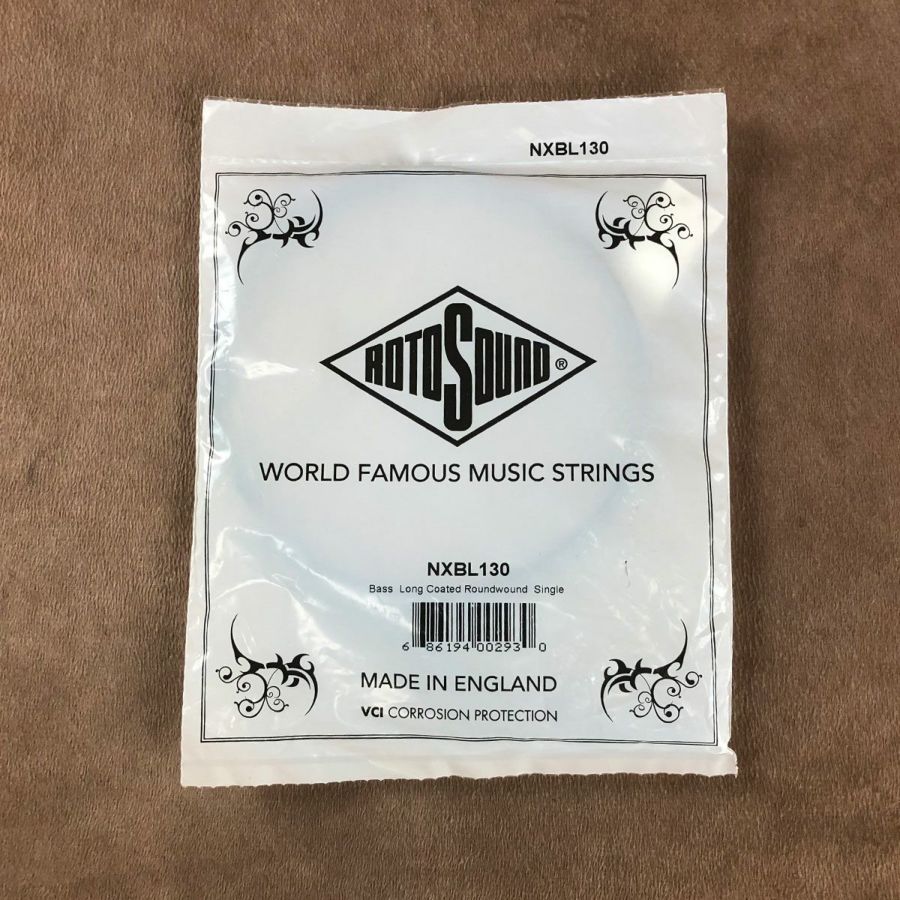 NXBL130
ROTOSOUND®
WORLD FAMOUS MUSIC STRINGS
NXBL130
Bass Long Coated Roundwound Single
6 86194 00293 0
MADE IN ENGLAND
VCI CORROSION PROTECTION